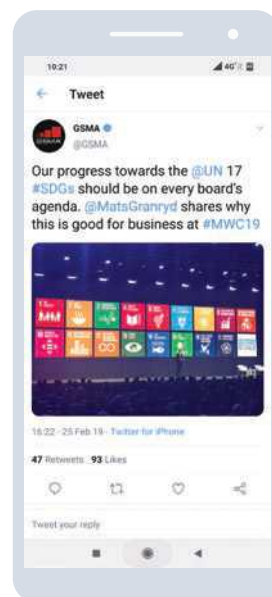 10:21
4G
Tweet
GSMA
@GSMA
Our progress towards the @UN 17
#SDGs should be on every board's
agenda. @MatsGranryd shares why
this is good for business at #MWC19
16:22 · 25 Feb 19 · Twitter for iPhone
47 Retweets 93 Likes
Tweet your reply